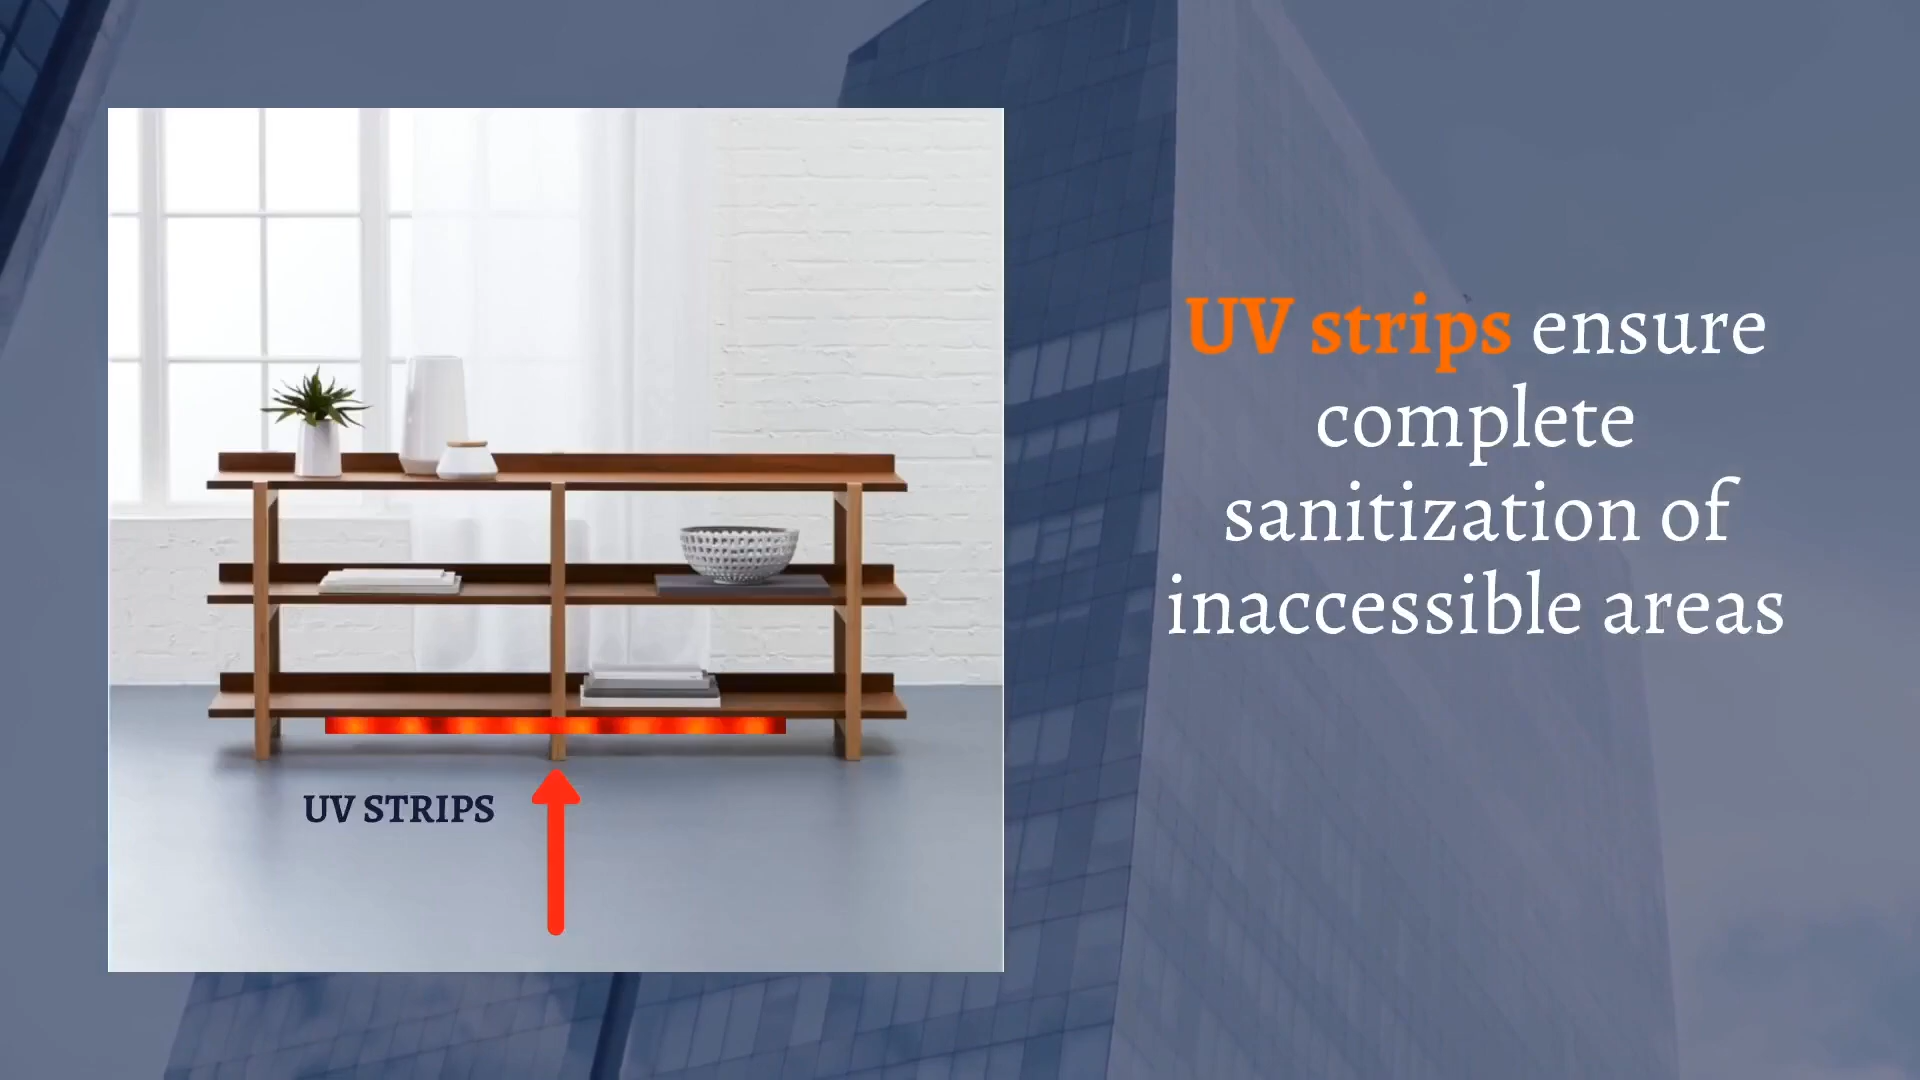 UV strips ensure
complete
sanitization of
inaccessible areas
UV STRIPS